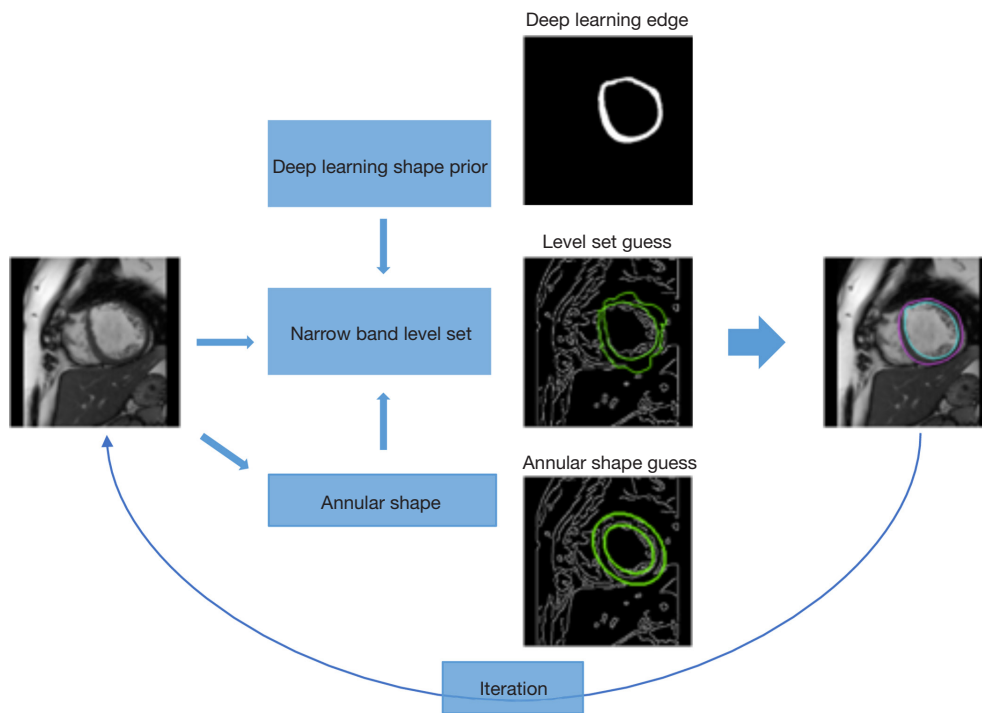 Deep learning edge
Deep learning shape prior
Level set guess
Narrow band level set
Annular shape guess
Annular shape
Iteration